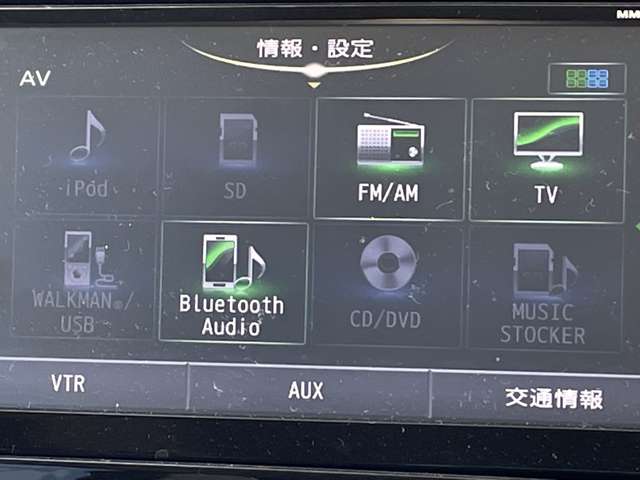 MM
情報・設定
AV
iPod
SD
FM/AM
TV
WALKMAN®/
USB
Bluetooth
Audio
CD/DVD
MUSIC
STOCKER
VTR
AUX
交通情報